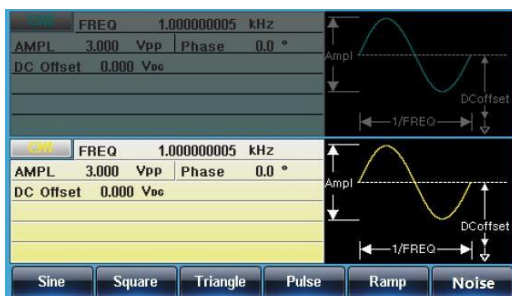 CH2 FREQ 1.000000005 kHz
AMPL 3.000 VPP Phase 0.0 °
DC Offset 0.000 VDC
Ampl
DCoffset
1/FREQ
CH1 FREQ 1.000000005 kHz
AMPL 3.000 VPP Phase 0.0 °
DC Offset 0.000 VDC
Ampl
DCoffset
1/FREQ
Sine Square Triangle Pulse Ramp Noise